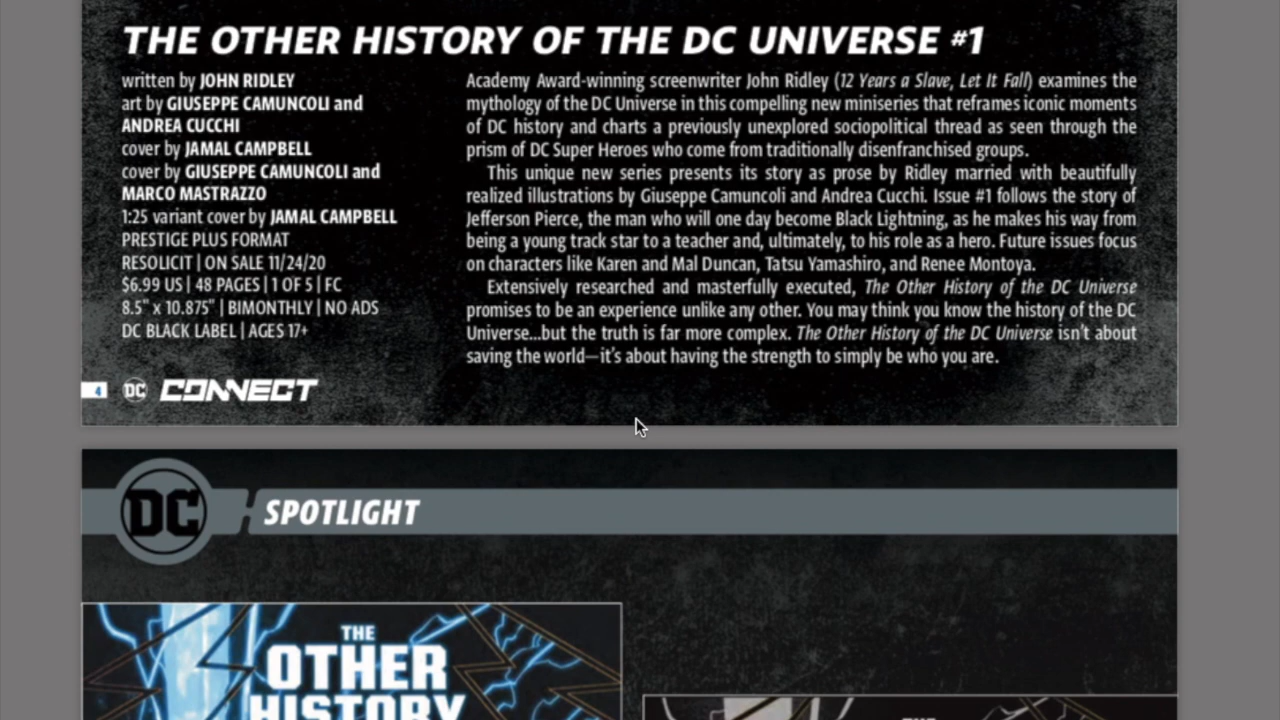 THE OTHER HISTORY OF THE DC UNIVERSE #1
written by JOHN RIDLEY
art by GIUSEPPE CAMUNCOLI and
ANDREA CUCCHI
cover by JAMAL CAMPBELL
cover by GIUSEPPE CAMUNCOLI and
MARCO MASTRAZZO
1:25 variant cover by JAMAL CAMPBELL
PRESTIGE PLUS FORMAT
RESOLICIT | ON SALE 11/24/20
$6.99 US | 48 PAGES | 1 OF 5 | FC
8.5" x 10.875" | BIMONTHLY | NO ADS
DC BLACK LABEL | AGES 17+
Academy Award-winning screenwriter John Ridley (12 Years a Slave, Let It Fall) examines the
mythology of the DC Universe in this compelling new miniseries that reframes iconic moments
of DC history and charts a previously unexplored sociopolitical thread as seen through the
prism of DC Super Heroes who come from traditionally disenfranchised groups.
This unique new series presents its story as prose by Ridley married with beautifully
realized illustrations by Giuseppe Camuncoli and Andrea Cucchi. Issue #1 follows the story of
Jefferson Pierce, the man who will one day become Black Lightning, as he makes his way from
being a young track star to a teacher and, ultimately, to his role as a hero. Future issues focus
on characters like Karen and Mal Duncan, Tatsu Yamashiro, and Renee Montoya.
Extensively researched and masterfully executed, The Other History of the DC Universe
promises to be an experience unlike any other. You may think you know the history of the DC
Universe...but the truth is far more complex. The Other History of the DC Universe isn't about
saving the world—it's about having the strength to simply be who you are.
4 DC CONNECT
DC SPOTLIGHT
THE
OTHER
HISTORY
THE